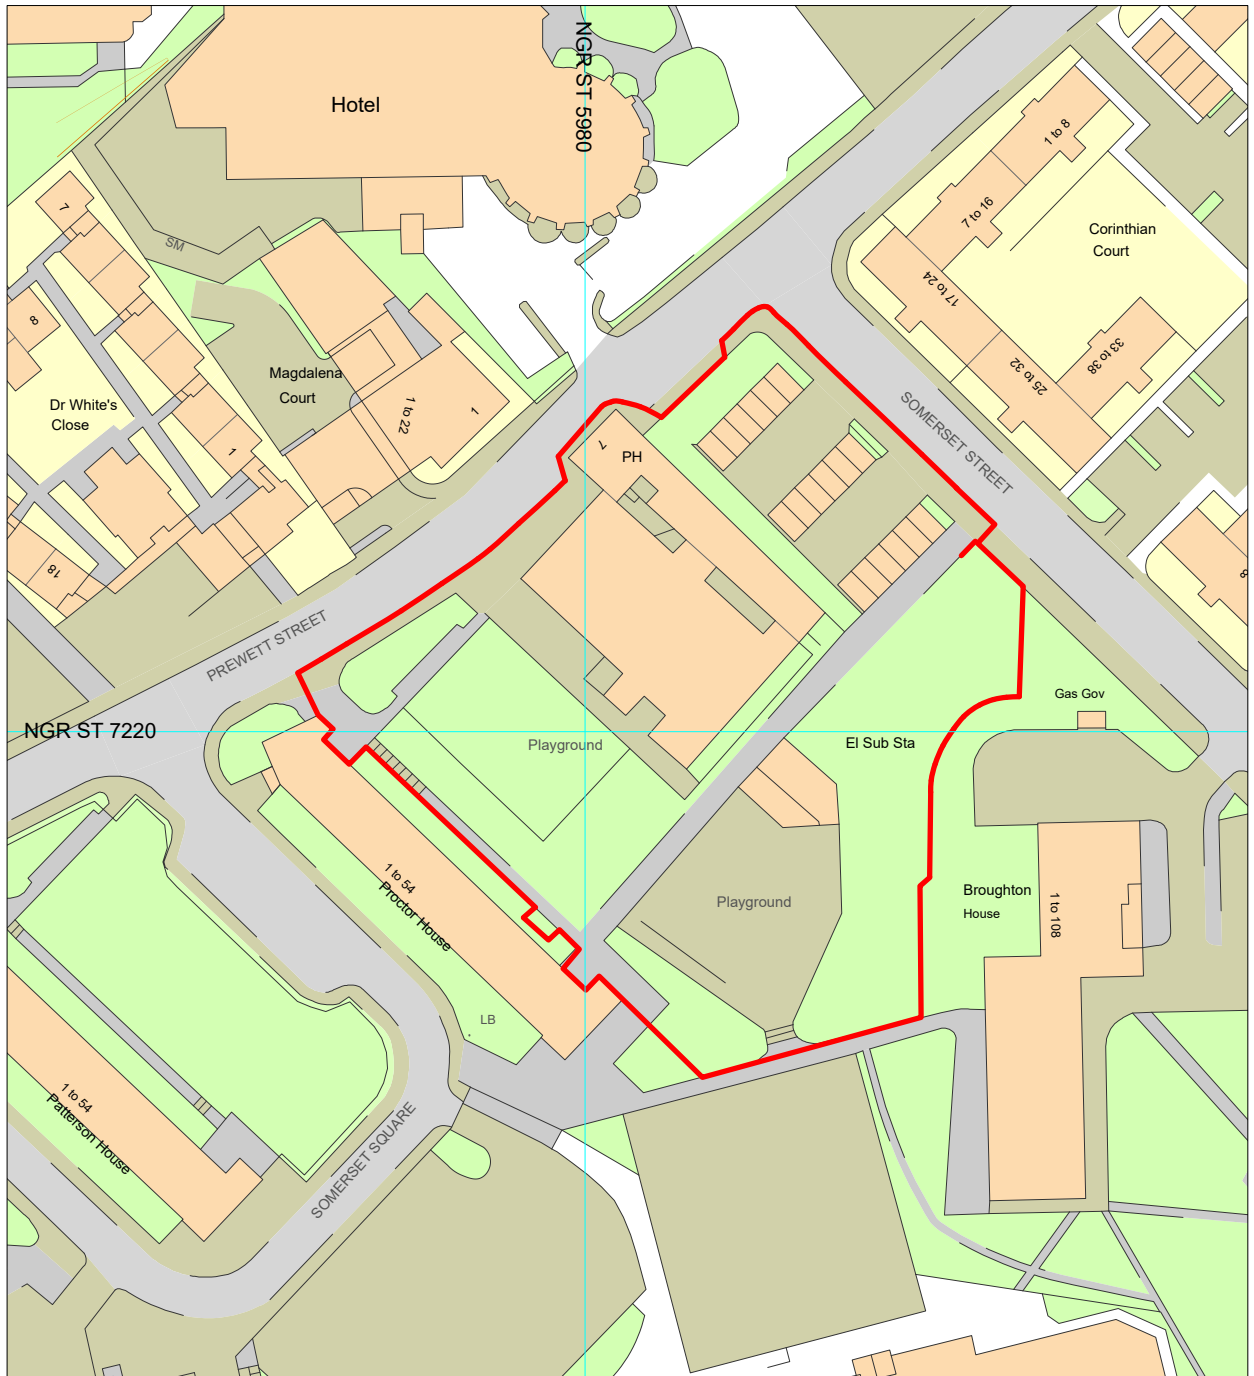 Hotel
NGR ST 5980
1 to 8
7 to 16
Corinthian
Court
17 to 24
33 to 38
25 to 32
7
SM
8
Magdalena
Court
1 to 22
1
Dr White's
Close
1
18
7
PH
SOMERSET STREET
8
PREWETT STREET
NGR ST 7220
Playground
El Sub Sta
Gas Gov
1 to 54
Proctor House
Playground
Broughton
House
1 to 108
LB
1 to 54
Patterson House
SOMERSET SQUARE